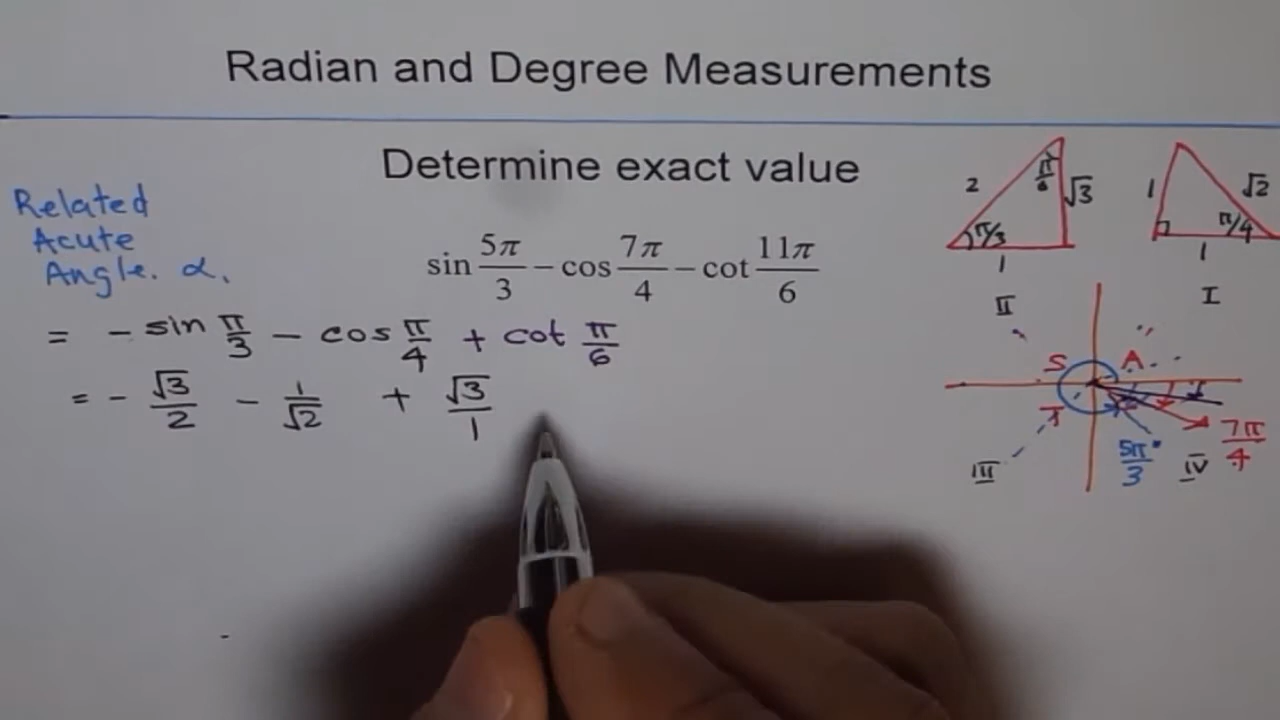 Radian and Degree Measurements
Determine exact value
Related
Acute
Angle. α.
sin 5π/3 − cos 7π/4 − cot 11π/6
= - sin π/3 - cos π/4 + cot π/6
= - √3/2 - 1/√2 + √3/1
2
π/6
√3
π/3
1
1
√2
π/4
1
II
I
S
A
T
III
IV
5π/3
7π/4